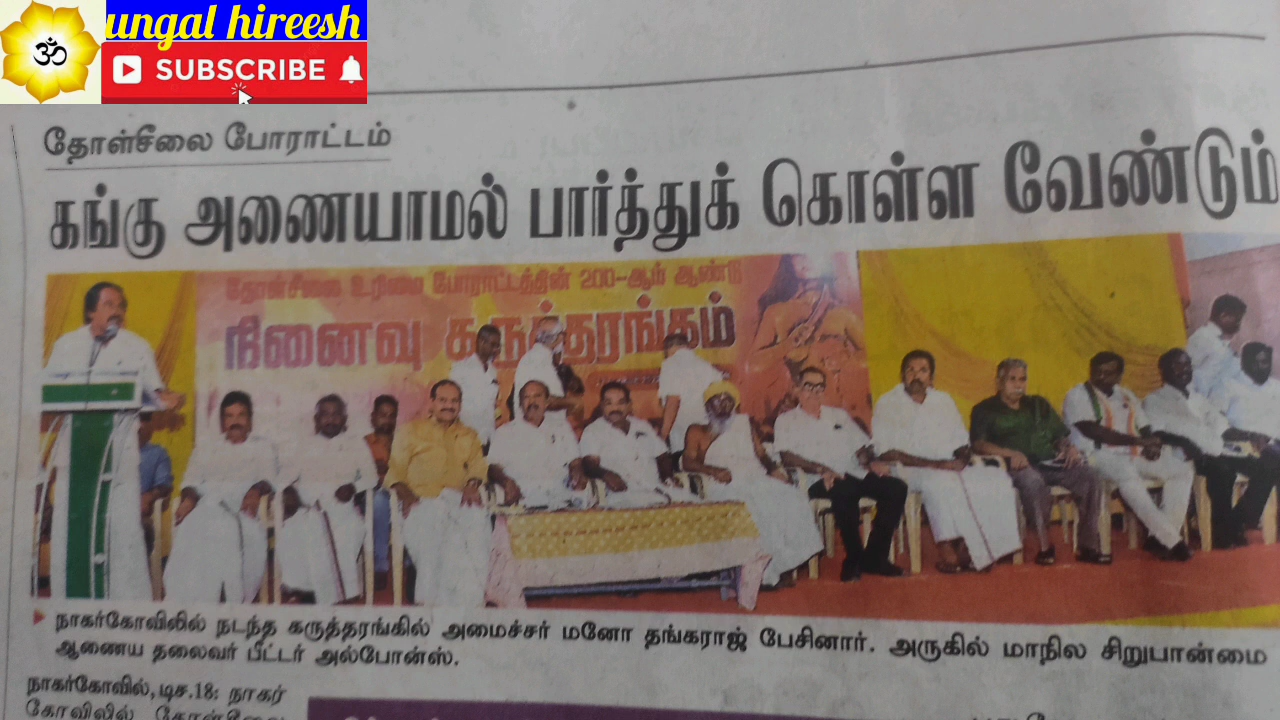 ungal hireesh
ॐ
SUBSCRIBE
தோள்சீலை போராட்டம்
கங்கு அணையாமல் பார்த்துக் கொள்ள வேண்டும்
தோள்சீலை உரிமை போராட்டத்தின் 200-ஆம் ஆண்டு
நினைவு கருத்தரங்கம்
நாகர்கோவிலில் நடந்த கருத்தரங்கில் அமைச்சர் மனோ தங்கராஜ் பேசினார். அருகில் மாநில சிறுபான்மை
ஆணைய தலைவர் பீட்டர் அல்போன்ஸ்.
நாகர்கோவில், டிச.18: நாகர்
கோவிலில் தோள்சீலை